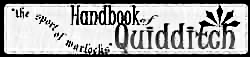 "the sport of warlocks"
Handbook of
Quidditch